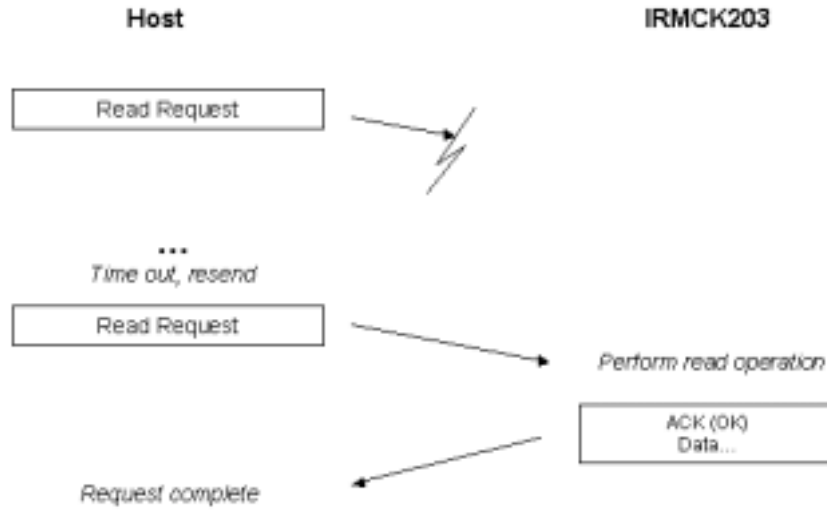 Host
IRMCK203
Read Request
...
Time out, resend
Read Request
Perform read operation
ACK (OK)
Data...
Request complete